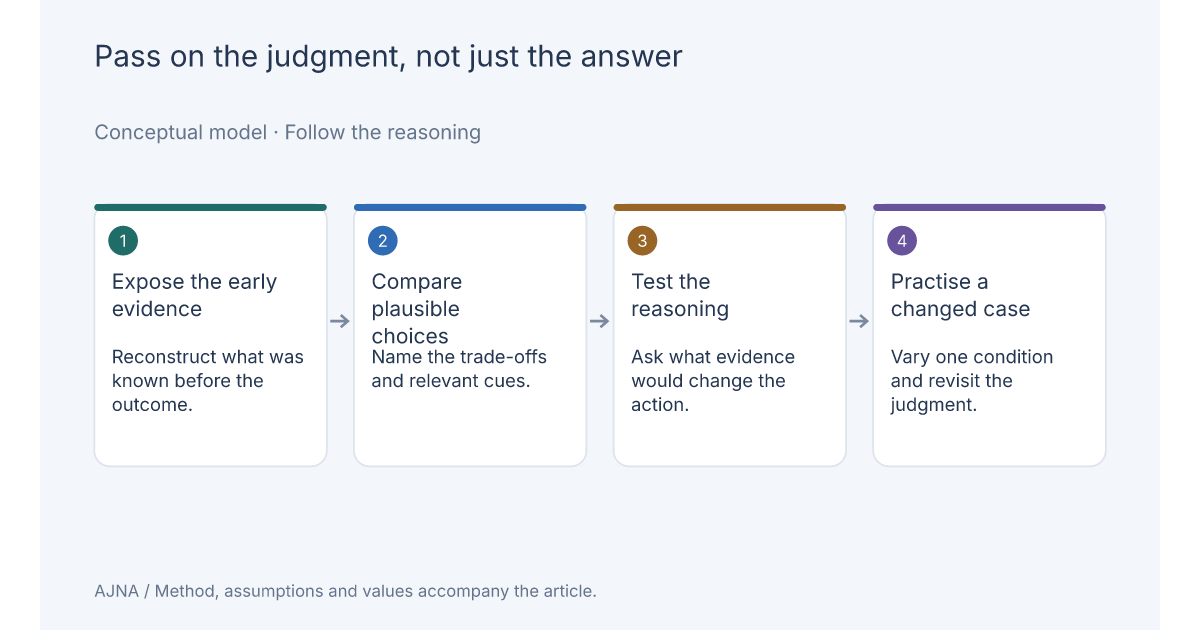 Pass on the judgment, not just the answer
Conceptual model · Follow the reasoning
1
Expose the early
evidence
Reconstruct what was
known before the
outcome.
2
Compare
plausible
choices
Name the trade-offs
and relevant cues.
3
Test the
reasoning
Ask what evidence
would change the
action.
4
Practise a
changed case
Vary one condition
and revisit the
judgment.
AJNA / Method, assumptions and values accompany the article.